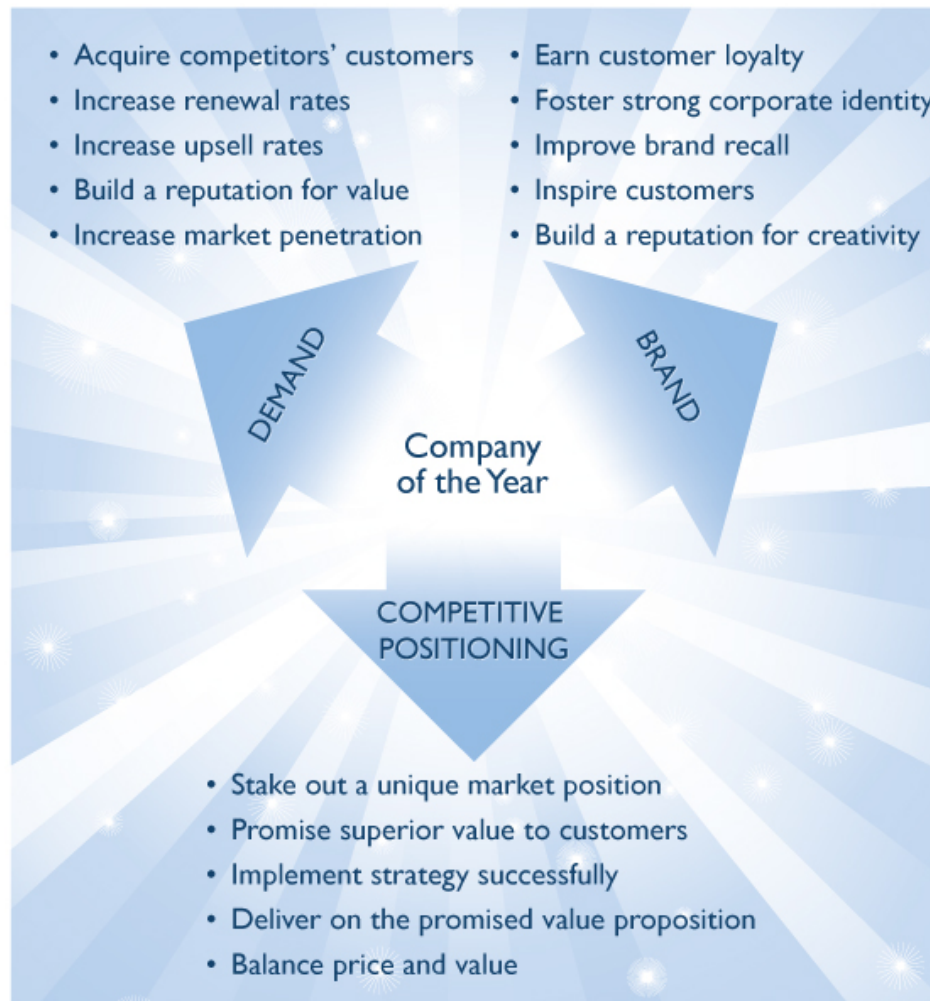 • Acquire competitors’ customers
• Increase renewal rates
• Increase upsell rates
• Build a reputation for value
• Increase market penetration
• Earn customer loyalty
• Foster strong corporate identity
• Improve brand recall
• Inspire customers
• Build a reputation for creativity
DEMAND
BRAND
Company
of the Year
COMPETITIVE
POSITIONING
• Stake out a unique market position
• Promise superior value to customers
• Implement strategy successfully
• Deliver on the promised value proposition
• Balance price and value